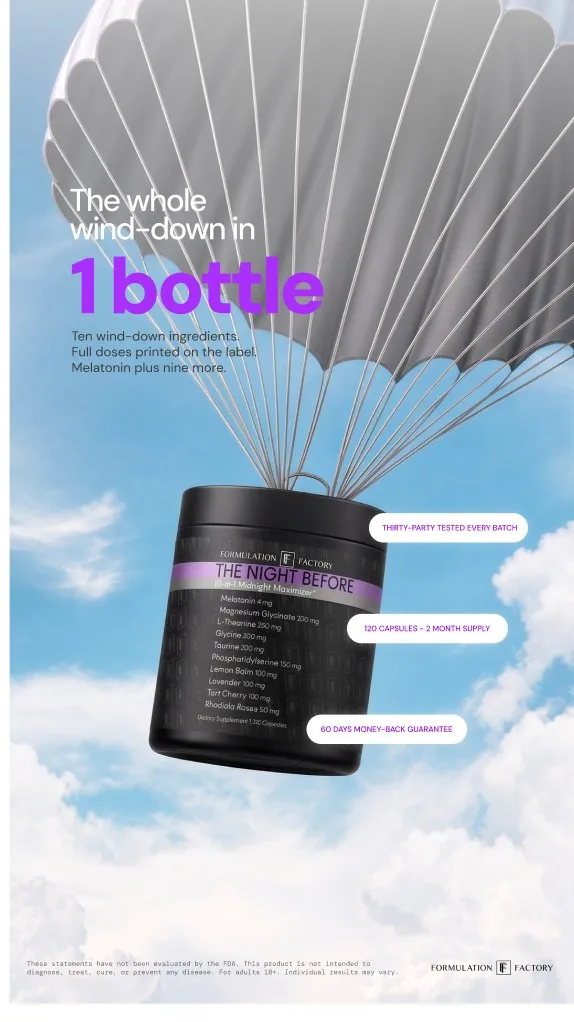 The whole
wind-down in
1 bottle
Ten wind-down ingredients.
Full doses printed on the label.
Melatonin plus nine more.
THIRTY-PARTY TESTED EVERY BATCH
FORMULATION F FACTORY
THE NIGHT BEFORE
10-in-1 Midnight Maximizer
Melatonin 4 mg
Magnesium Glycinate 200 mg
L-Theanine 250 mg
Glycine 200 mg
Taurine 200 mg
Phosphatidylserine 150 mg
Lemon Balm 100 mg
Lavender 100 mg
Tart Cherry 100 mg
Rhodiola Rosea 50 mg
Dietary Supplement Capsules
120 CAPSULES - 2 MONTH SUPPLY
60 DAYS MONEY-BACK GUARANTEE
These statements have not been evaluated by the FDA. This product is not intended to
diagnose, treat, cure, or prevent any disease. For adults 18+. Individual results may vary.
FORMULATION F FACTORY